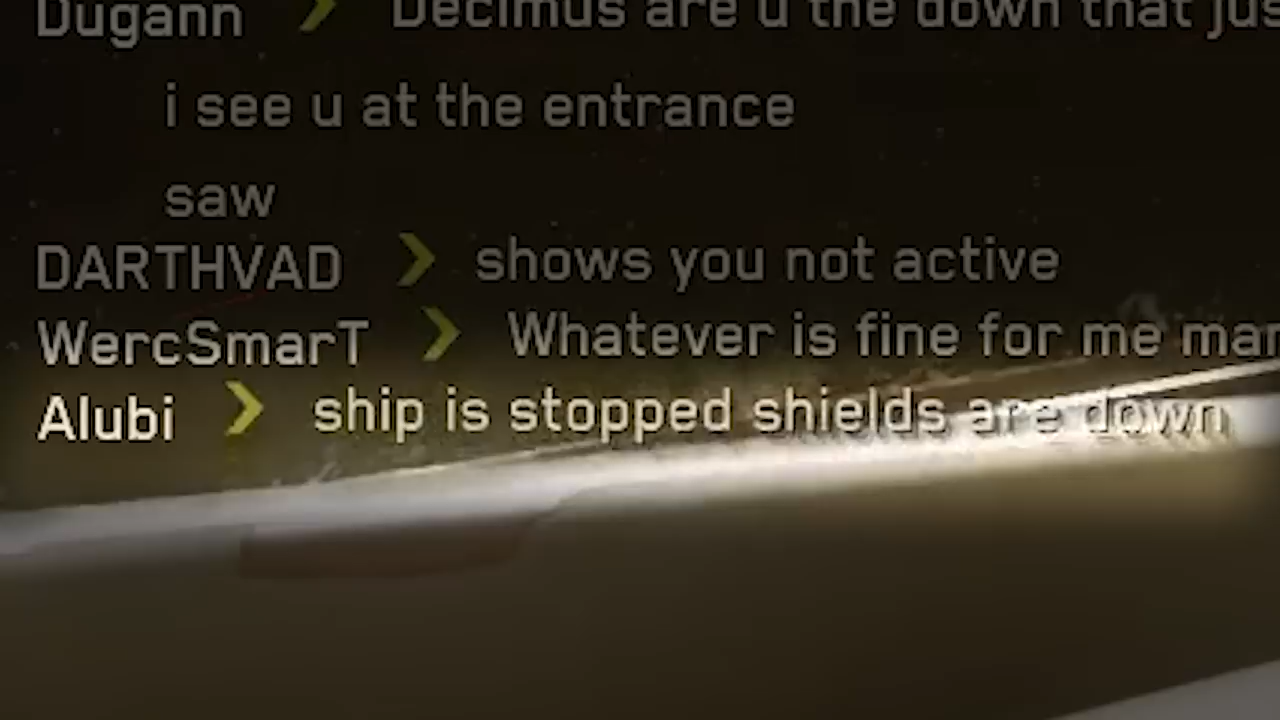 Dugann > Decimus are u the down that jus
i see u at the entrance
saw
DARTHVAD > shows you not active
WercSmarT > Whatever is fine for me man
Alubi > ship is stopped shields are down